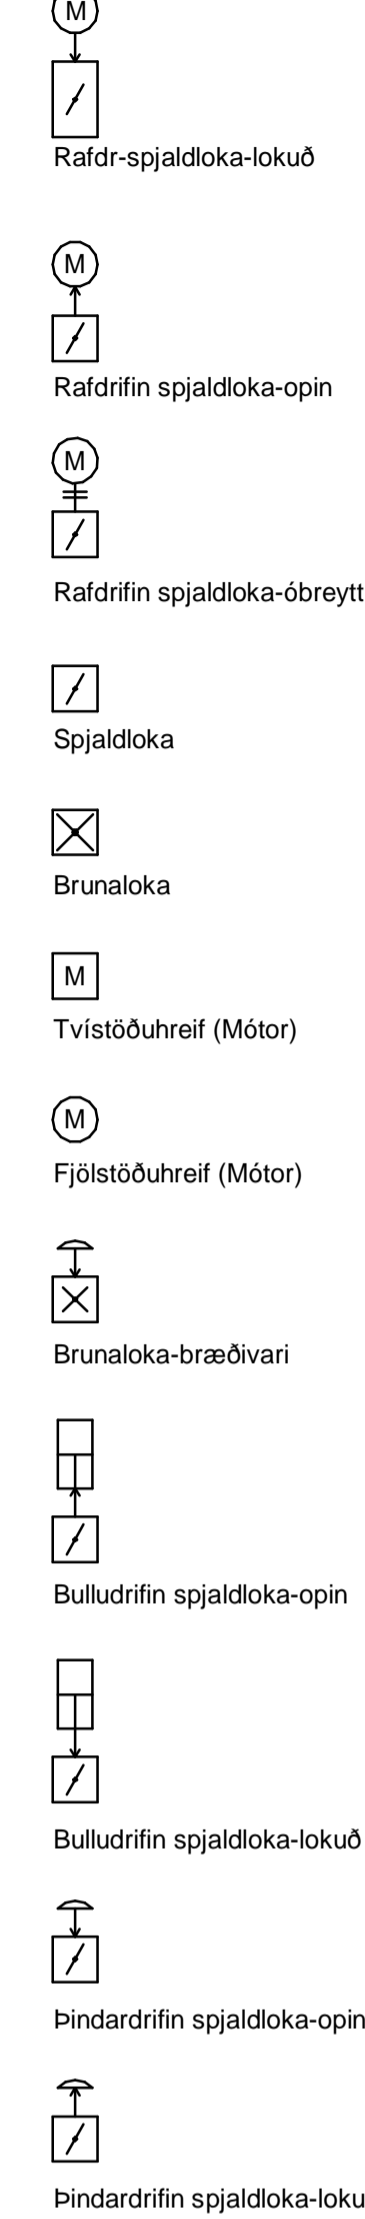 M
Rafdr-spjaldloka-lokuð
M
Rafdrifin spjaldloka-opin
M
Rafdrifin spjaldloka-óbreytt
Spjaldloka
Brunaloka
M
Tvístöðuhreif (Mótor)
M
Fjölstöðuhreif (Mótor)
Brunaloka-bræðivari
Bulludrifin spjaldloka-opin
Bulludrifin spjaldloka-lokuð
Þindardrifin spjaldloka-opin
Þindardrifin spjaldloka-loku